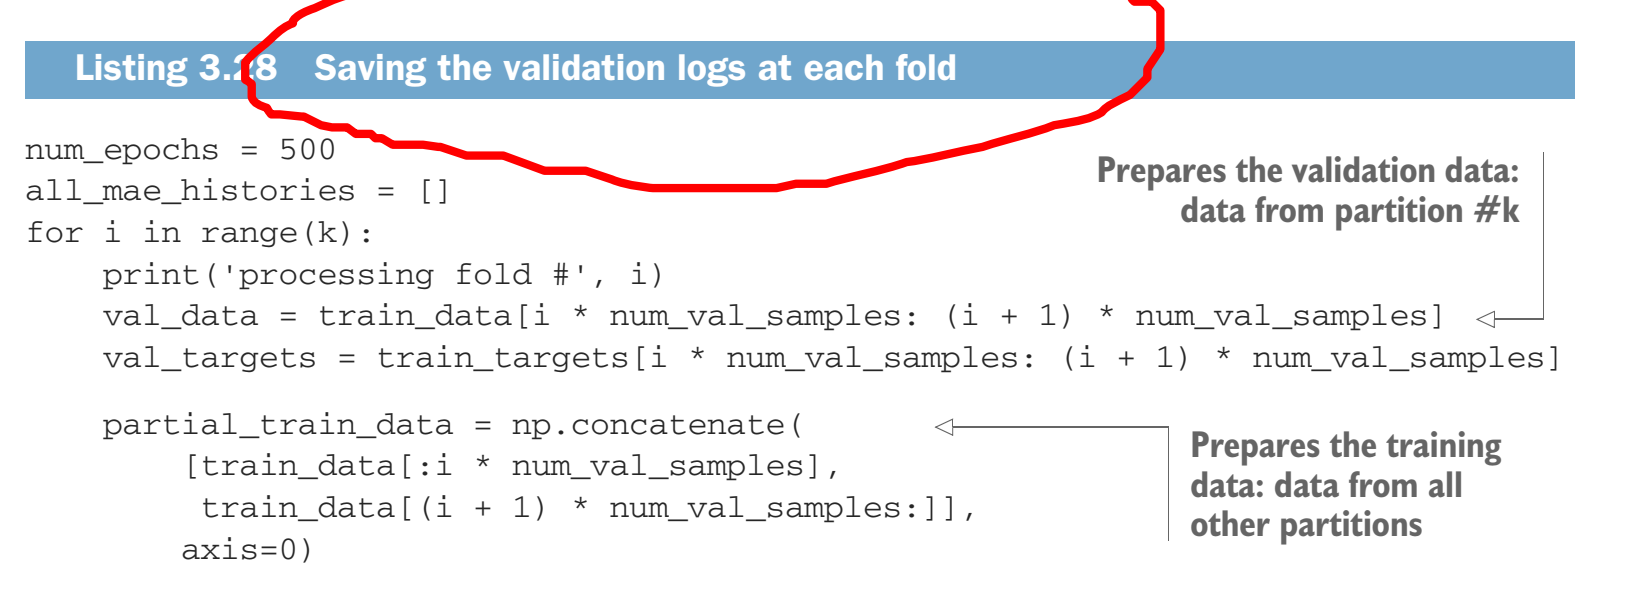 Listing 3.28 Saving the validation logs at each fold
num_epochs = 500
all_mae_histories = []
for i in range(k):
    print('processing fold #', i)
    val_data = train_data[i * num_val_samples: (i + 1) * num_val_samples]
    val_targets = train_targets[i * num_val_samples: (i + 1) * num_val_samples]
Prepares the validation data:
data from partition #k
    partial_train_data = np.concatenate(
        [train_data[:i * num_val_samples],
         train_data[(i + 1) * num_val_samples:]],
        axis=0)
Prepares the training
data: data from all
other partitions